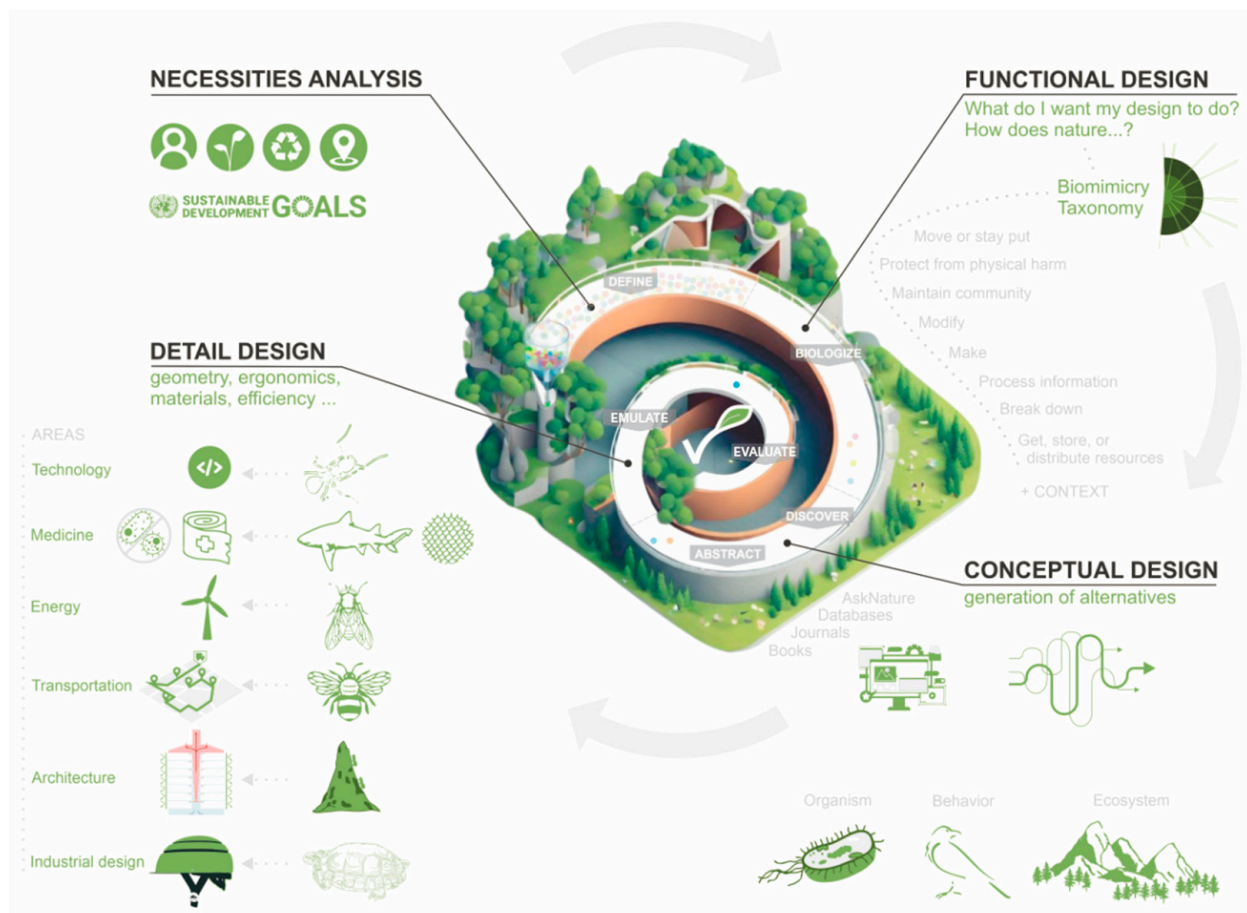 NECESSITIES ANALYSIS
SUSTAINABLE
DEVELOPMENT
GOALS
FUNCTIONAL DESIGN
What do I want my design to do?
How does nature...?
Biomimicry
Taxonomy
Move or stay put
Protect from physical harm
Maintain community
Modify
Make
Process information
Break down
Get, store, or
distribute resources
+ CONTEXT
DEFINE
BIOLOGIZE
EMULATE
EVALUATE
DISCOVER
ABSTRACT
DETAIL DESIGN
geometry, ergonomics,
materials, efficiency ...
AREAS
Technology
</>
Medicine
Energy
Transportation
Architecture
Industrial design
CONCEPTUAL DESIGN
generation of alternatives
AskNature
Databases
Journals
Books
Organism
Behavior
Ecosystem